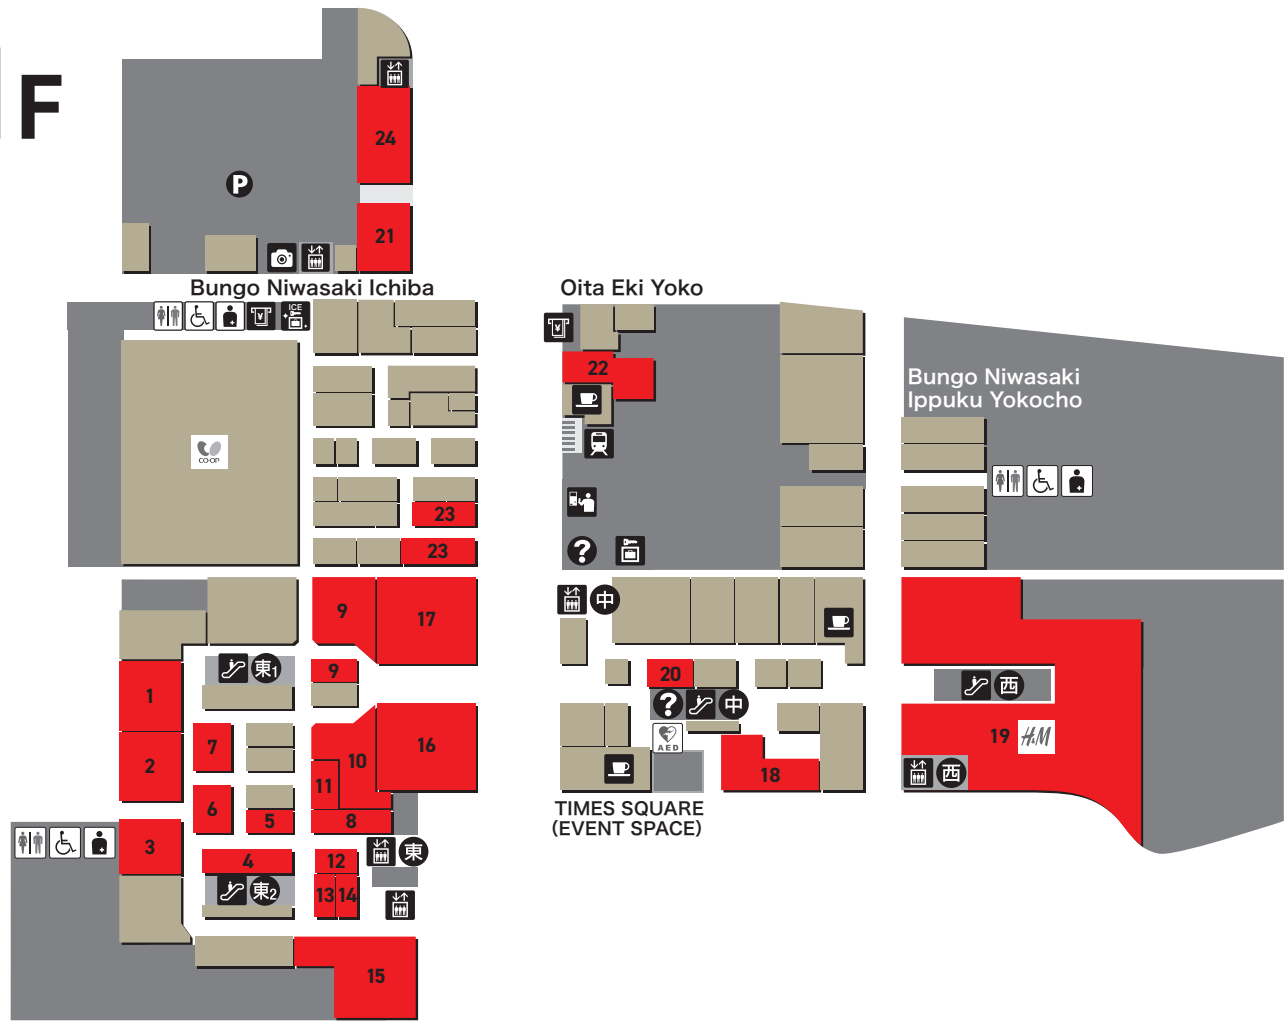 F
24
P
21
Bungo Niwasaki Ichiba
Oita Eki Yoko
ICE
¥
¥
22
Bungo Niwasaki
Ippuku Yokocho
CO·OP
23
23
?
中
9
17
東1
9
1
20
?
中
西
7
16
19
H&M
AED
2
10
11
18
西
6
5
8
TIMES SQUARE
(EVENT SPACE)
3
4
12
東
東2
13
14
15